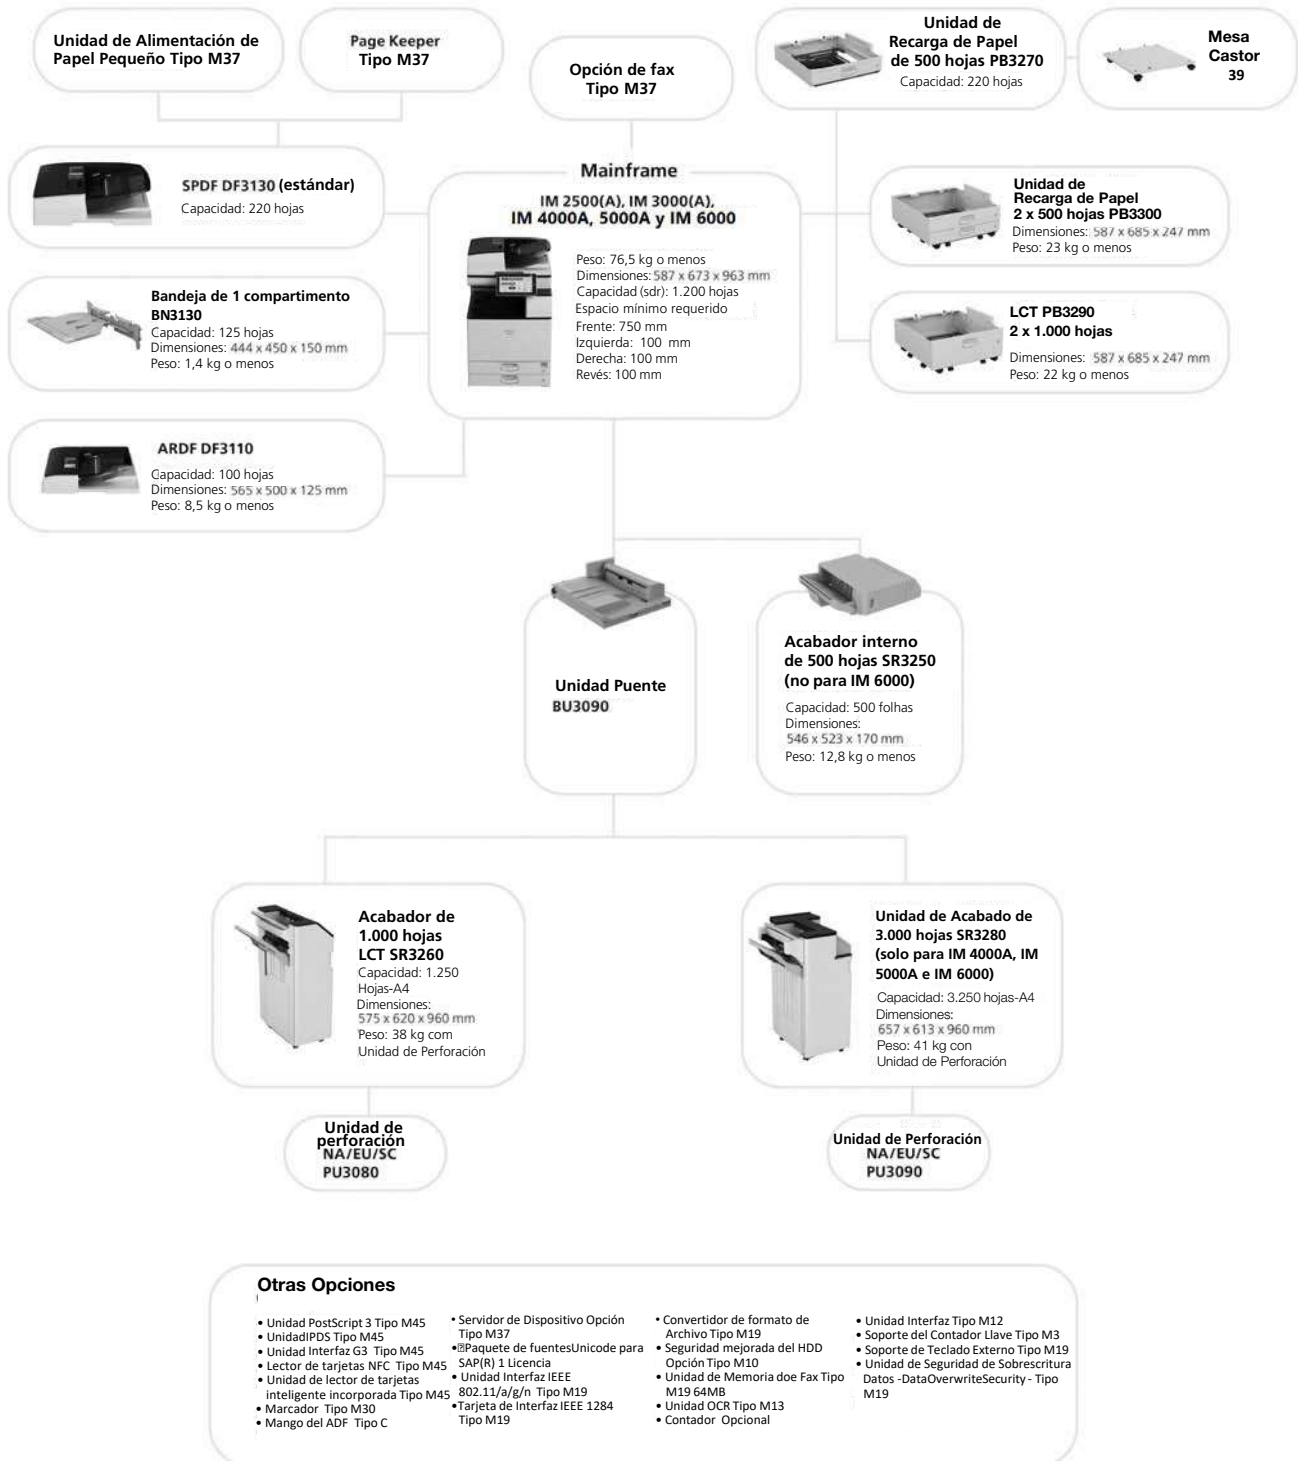 Unidad de Alimentación de
Papel Pequeño Tipo M37
Page Keeper
Tipo M37
Opción de fax
Tipo M37
Unidad de
Recarga de Papel
de 500 hojas PB3270
Capacidad: 220 hojas
Mesa
Castor
39
SPDF DF3130 (estándar)
Capacidad: 220 hojas
Mainframe
IM 2500(A), IM 3000(A),
IM 4000A, 5000A y IM 6000
Peso: 76,5 kg o menos
Dimensiones: 587 x 673 x 963 mm
Capacidad (sdr): 1.200 hojas
Espacio mínimo requerido
Frente: 750 mm
Izquierda: 100 mm
Derecha: 100 mm
Revés: 100 mm
Unidad de
Recarga de Papel
2 x 500 hojas PB3300
Dimensiones: 587 x 685 x 247 mm
Peso: 23 kg o menos
Bandeja de 1 compartimento
BN3130
Capacidad: 125 hojas
Dimensiones: 444 x 450 x 150 mm
Peso: 1,4 kg o menos
LCT PB3290
2 x 1.000 hojas
Dimensiones: 587 x 685 x 247 mm
Peso: 22 kg o menos
ARDF DF3110
Capacidad: 100 hojas
Dimensiones: 565 x 500 x 125 mm
Peso: 8,5 kg o menos
Unidad Puente
BU3090
Acabador interno
de 500 hojas SR3250
(no para IM 6000)
Capacidad: 500 folhas
Dimensiones:
546 x 523 x 170 mm
Peso: 12,8 kg o menos
Acabador de
1.000 hojas
LCT SR3260
Capacidad: 1.250
Hojas-A4
Dimensiones:
575 x 620 x 960 mm
Peso: 38 kg com
Unidad de Perforación
Unidad de Acabado de
3.000 hojas SR3280
(solo para IM 4000A, IM
5000A e IM 6000)
Capacidad: 3.250 hojas-A4
Dimensiones:
657 x 613 x 960 mm
Peso: 41 kg con
Unidad de Perforación
Unidad de
perforación
NA/EU/SC
PU3080
Unidad de Perforación
NA/EU/SC
PU3090
Otras Opciones
• Unidad PostScript 3 Tipo M45
• UnidadIPDS Tipo M45
• Unidad Interfaz G3 Tipo M45
• Lector de tarjetas NFC Tipo M45
• Unidad de lector de tarjetas
inteligente incorporada Tipo M45
• Marcador Tipo M30
• Mango del ADF Tipo C
• Servidor de Dispositivo Opción
Tipo M37
•Paquete de fuentesUnicode para
SAP(R) 1 Licencia
• Unidad Interfaz IEEE
802.11/a/g/n Tipo M19
•Tarjeta de Interfaz IEEE 1284
Tipo M19
• Convertidor de formato de
Archivo Tipo M19
• Seguridad mejorada del HDD
Opción Tipo M10
• Unidad de Memoria doe Fax Tipo
M19 64MB
• Unidad OCR Tipo M13
• Contador Opcional
• Unidad Interfaz Tipo M12
• Soporte del Contador Llave Tipo M3
• Soporte de Teclado Externo Tipo M19
• Unidad de Seguridad de Sobrescritura
Datos -DataOverwriteSecurity - Tipo
M19